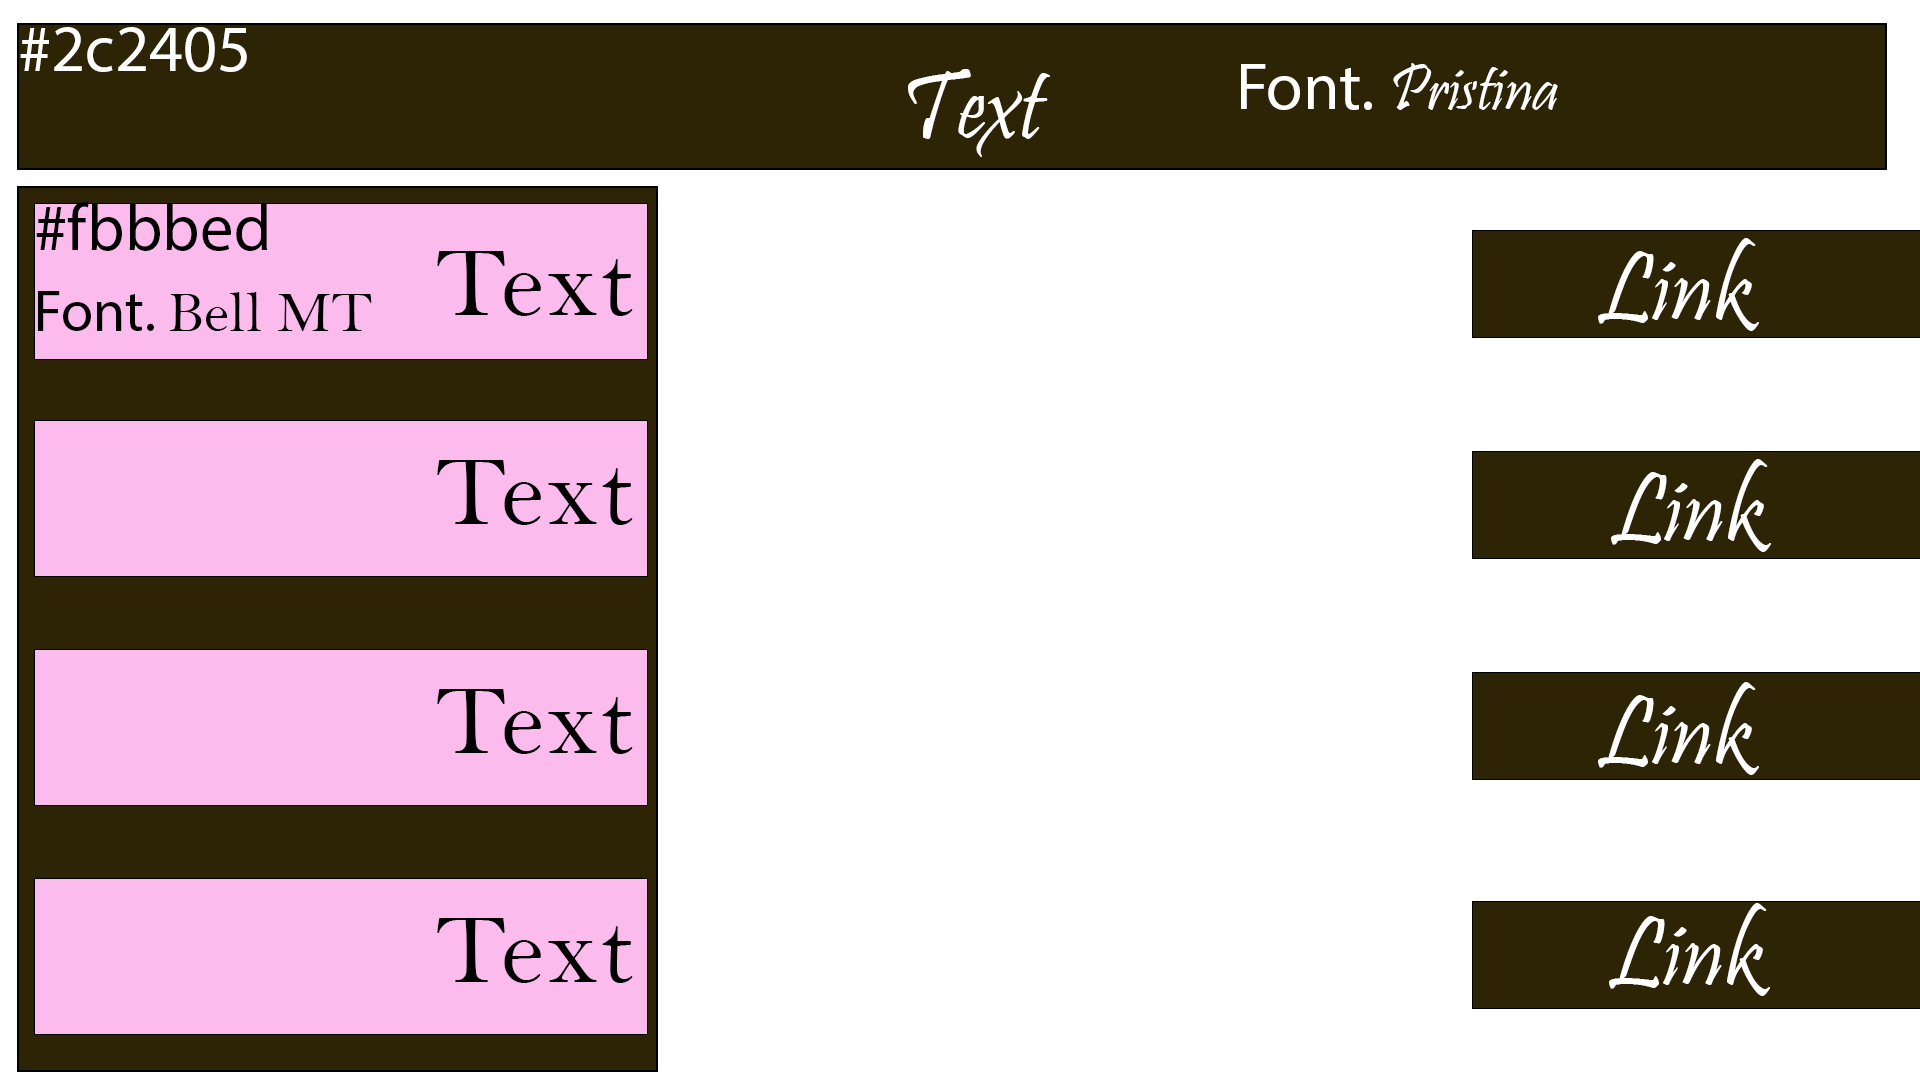 #2c2405
Text
Font. Pristina
#fbbbed
Font. Bell MT
Text
Text
Text
Text
Link
Link
Link
Link